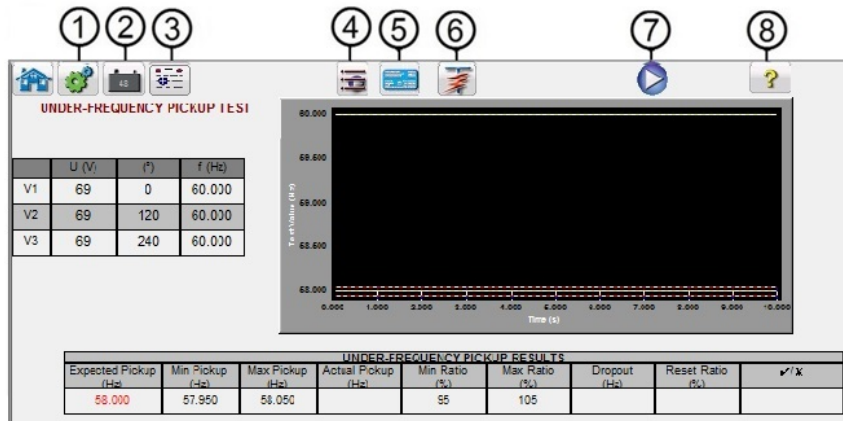 1 2 3 4 5 6 7 8
48
UNDER-FREQUENCY PICKUP TEST
U (V) (°) f (Hz)
V1 69 0 60.000
V2 69 120 60.000
V3 69 240 60.000
Test Value (Hz)
60.000
59.500
59.000
58.500
58.000
0.000 1.000 2.000 3.000 4.000 5.000 6.000 7.000 8.000 9.000 10.000
Time (s)
UNDER-FREQUENCY PICKUP RESULTS
Expected Pickup (Hz) Min Pickup (Hz) Max Pickup (Hz) Actual Pickup (Hz) Min Ratio (%) Max Ratio (%) Dropout (Hz) Reset Ratio (%) ✔/✘
58.000 57.950 58.050 95 105